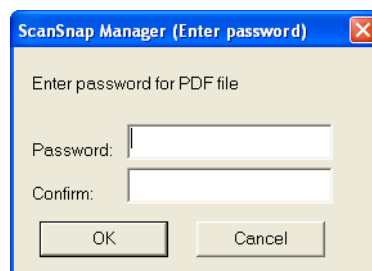 ScanSnap Manager (Enter password)
Enter password for PDF file
Password:
Confirm:
OK Cancel